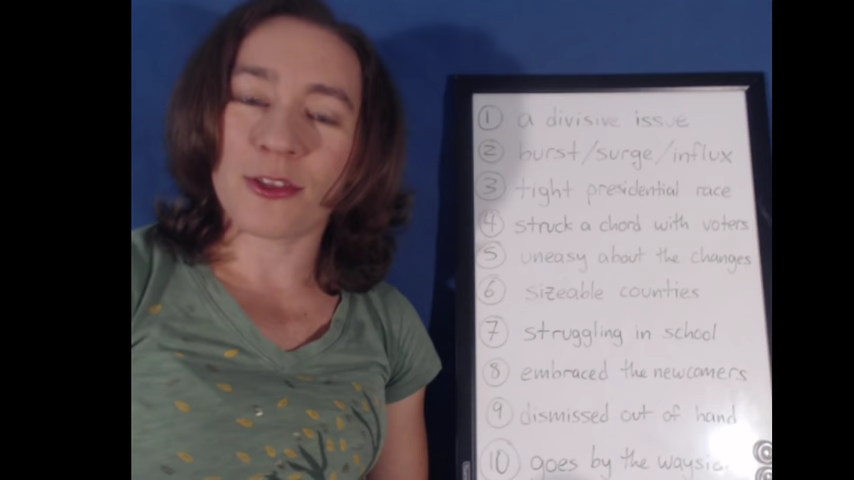 1 a divisive issue
2 burst/surge/influx
3 tight presidential race
4 struck a chord with voters
5 uneasy about the changes
6 sizeable counties
7 struggling in school
8 embraced the newcomers
9 dismissed out of hand
10 goes by the